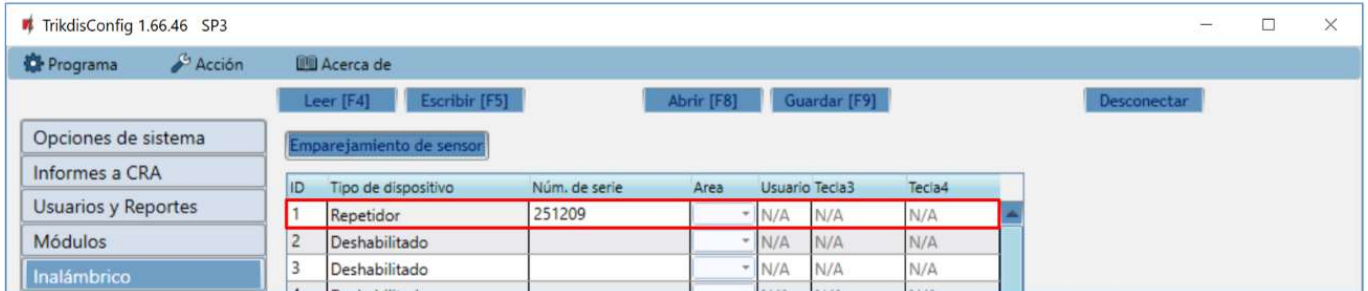 TrikdisConfig 1.66.46 SP3
Programa Acción Acerca de
Leer [F4] Escribir [F5] Abrir [F8] Guardar [F9] Desconectar
Opciones de sistema
Emparejamiento de sensor
Informes a CRA
ID Tipo de dispositivo Núm. de serie Area Usuario Tecla3 Tecla4
Usuarios y Reportes
1 Repetidor 251209 N/A N/A N/A
Módulos
2 Deshabilitado N/A N/A N/A
Inalámbrico
3 Deshabilitado N/A N/A N/A